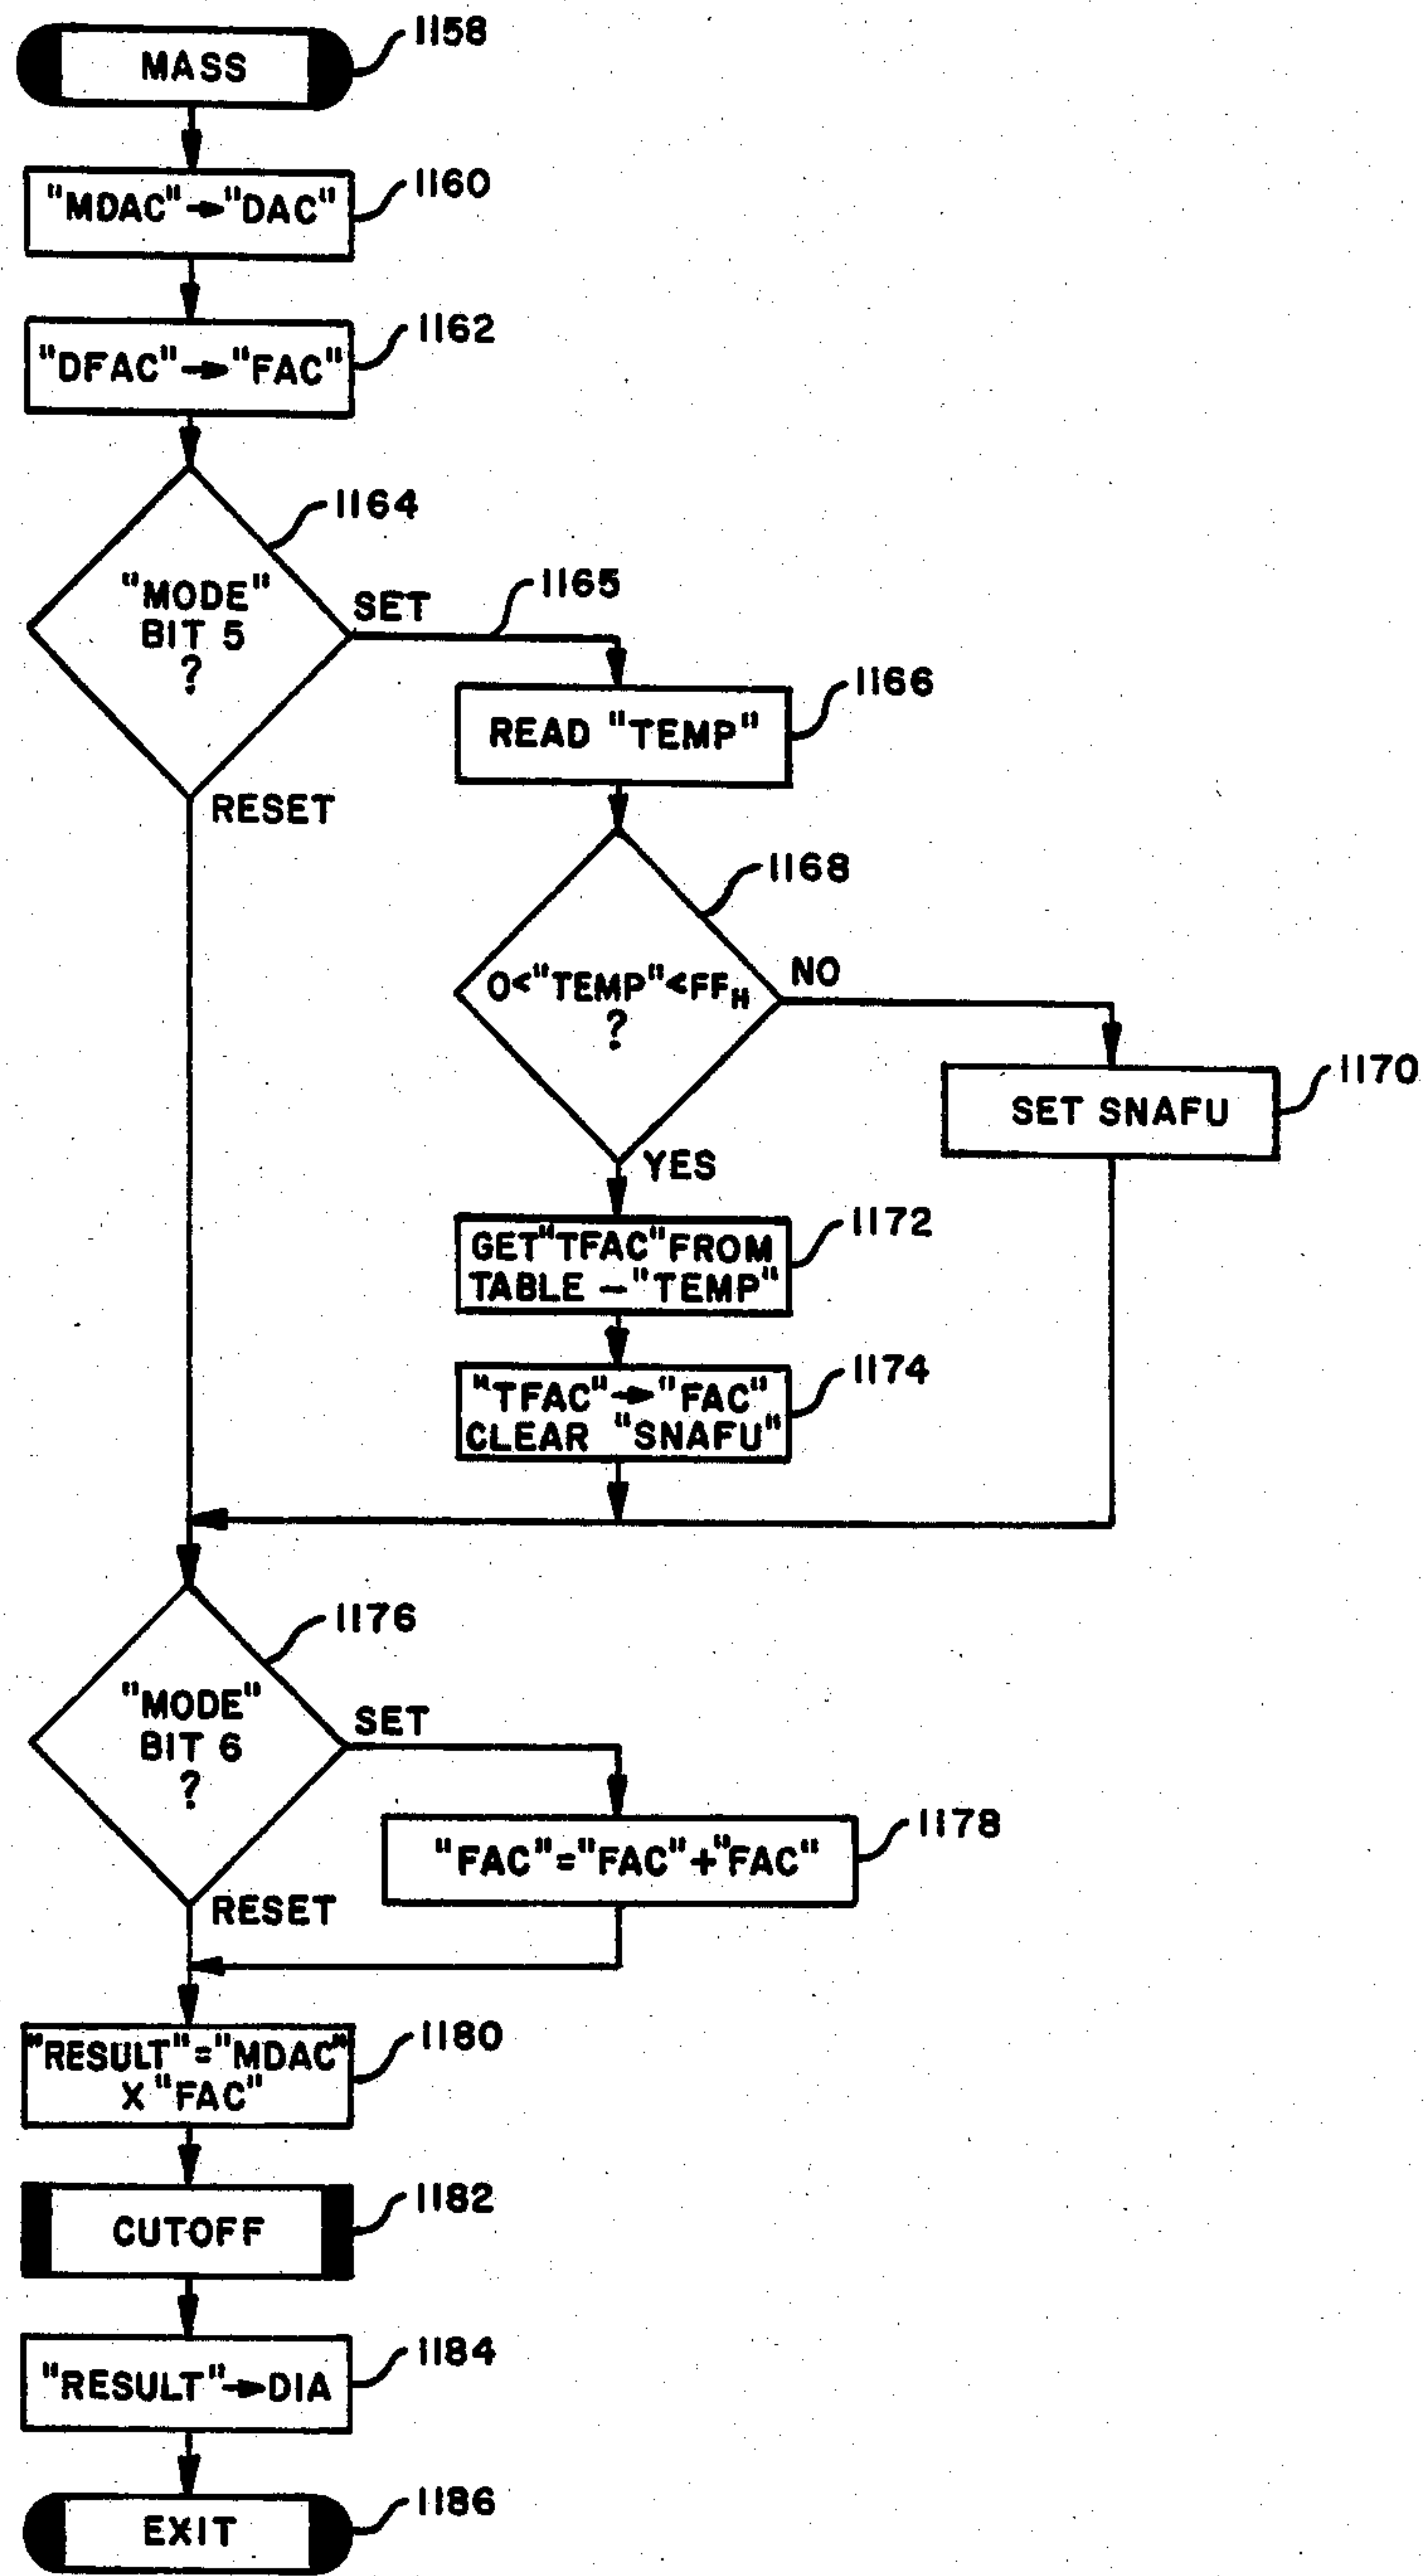 MASS
1158
"MDAC"→"DAC"
1160
"DFAC"→"FAC"
1162
1164
"MODE"
BIT 5
?
SET
1165
RESET
READ "TEMP"
1166
1168
0<"TEMP"<FFH
?
NO
YES
SET SNAFU
1170
GET"TFAC"FROM
TABLE -"TEMP"
1172
"TFAC"→"FAC"
CLEAR "SNAFU"
1174
1176
"MODE"
BIT 6
?
SET
RESET
"FAC"="FAC"+"FAC"
1178
"RESULT"="MDAC"
X "FAC"
1180
CUTOFF
1182
"RESULT"→DIA
1184
EXIT
1186